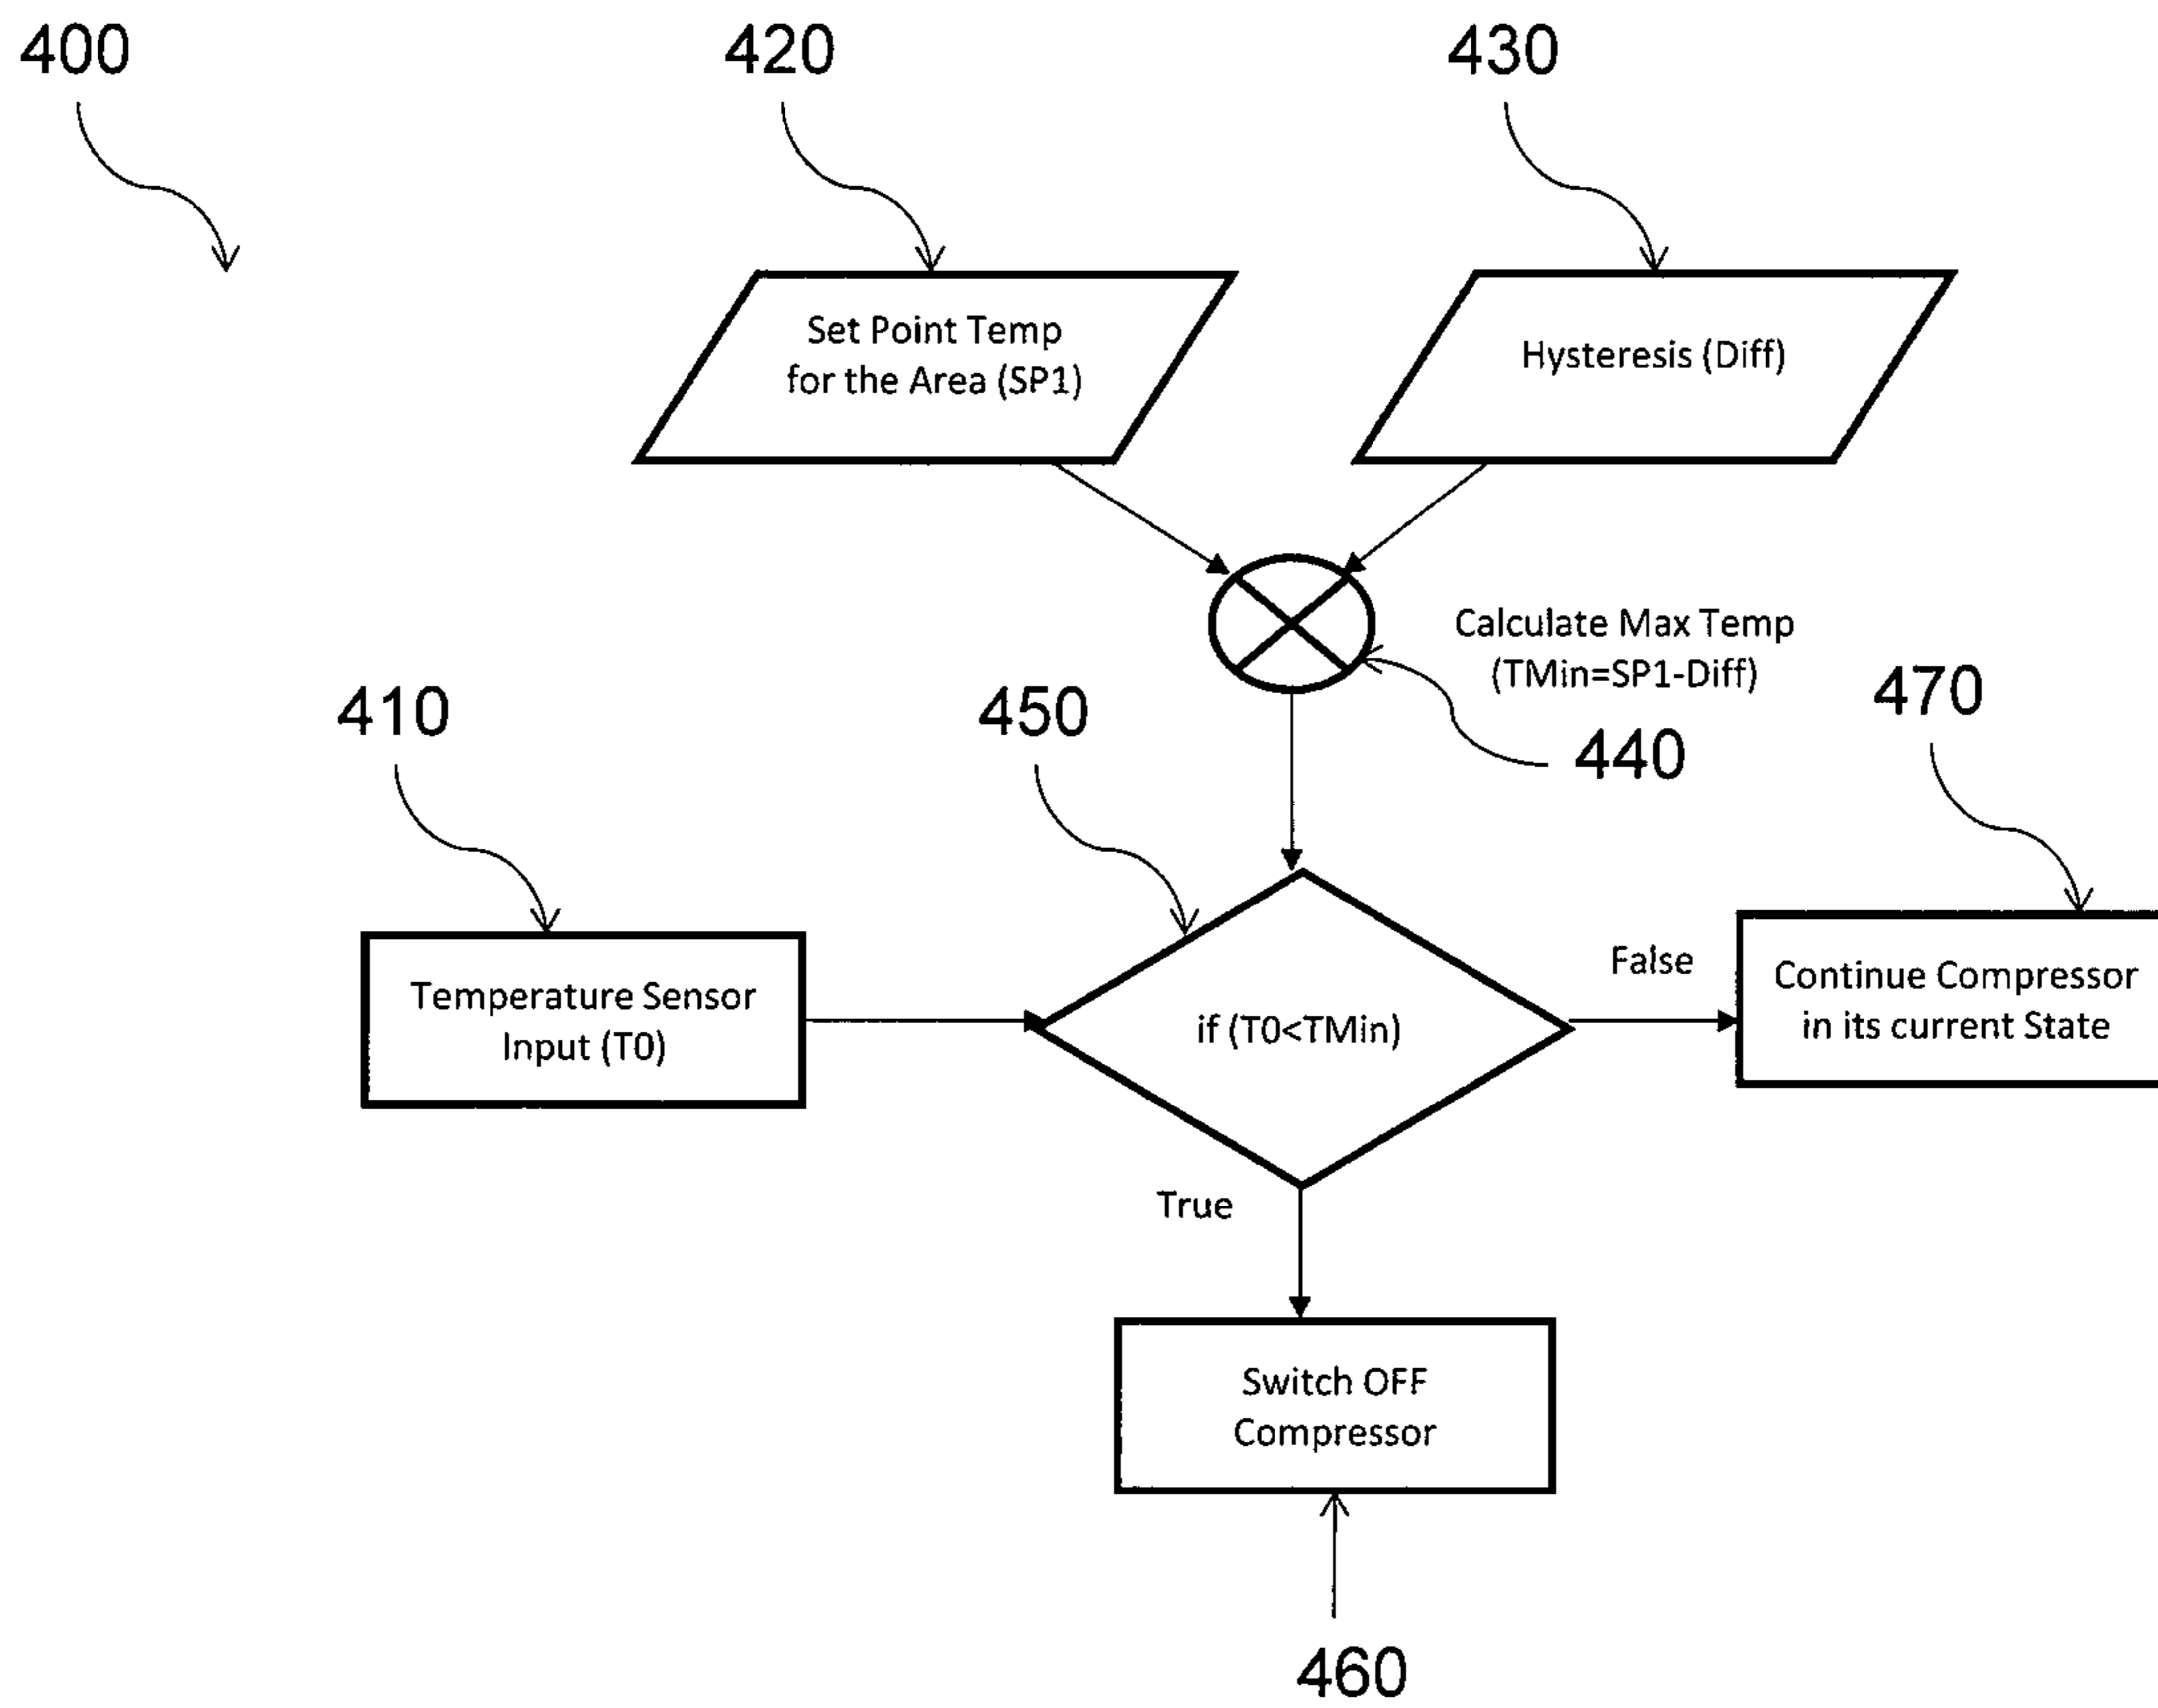 400
420
430
Set Point Temp
for the Area (SP1)
Hysteresis (Diff)
Calculate Max Temp
(TMin=SP1-Diff)
440
410
450
470
Temperature Sensor
Input (T0)
if (T0<TMin)
False
Continue Compressor
in its current State
True
Switch OFF
Compressor
460